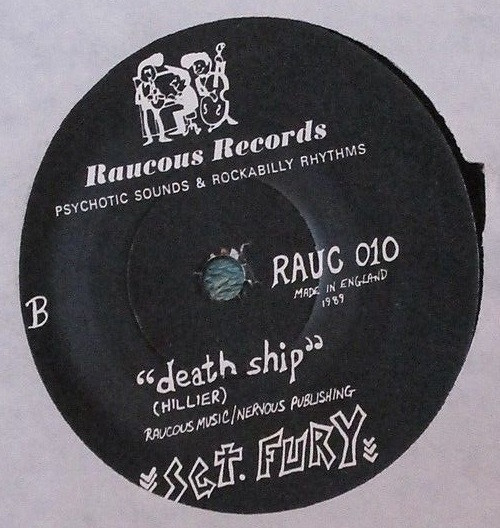 Raucous Records
PSYCHOTIC SOUNDS & ROCKABILLY RHYTHMS
RAUC 010
MADE IN ENGLAND
1989
B
“death ship”
(HILLIER)
RAUCOUS MUSIC/NERVOUS PUBLISHING
SGT. FURY